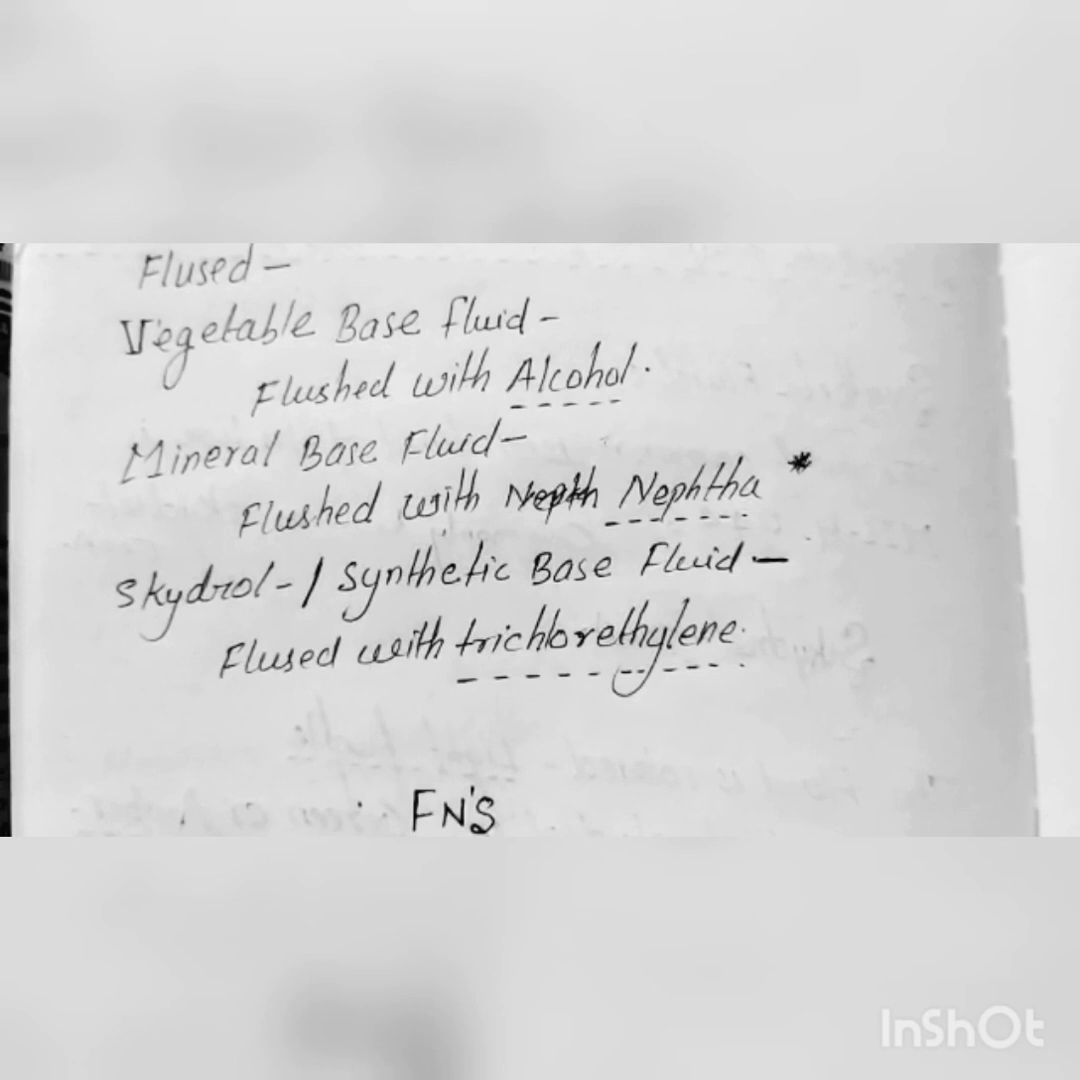 Flused -
Vegetable Base fluid -
Flushed with Alcohol.
Mineral Base Fluid -
Flushed with Nepth Nephtha *
Skydrol - / Synthetic Base Fluid -
Flused with trichlorethylene.
FN'S
InShOt